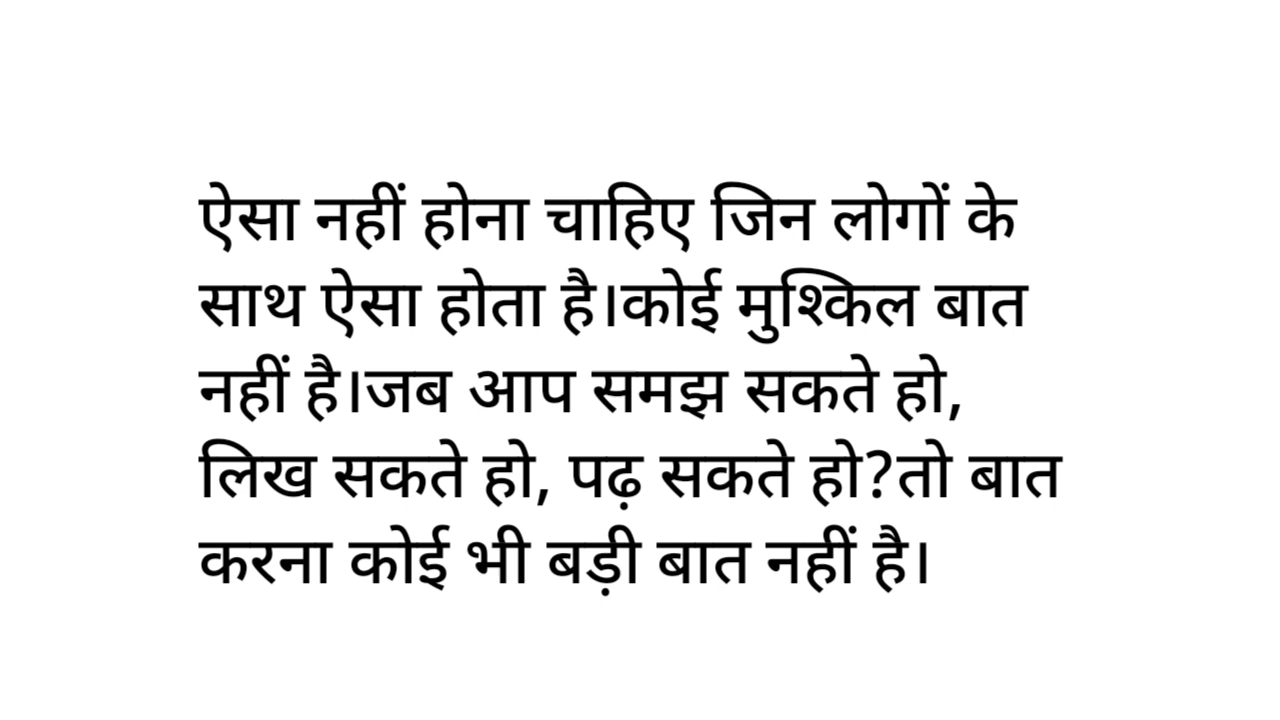 ऐसा नहीं होना चाहिए जिन लोगों के
साथ ऐसा होता है।कोई मुश्किल बात
नहीं है।जब आप समझ सकते हो,
लिख सकते हो, पढ़ सकते हो?तो बात
करना कोई भी बड़ी बात नहीं है।